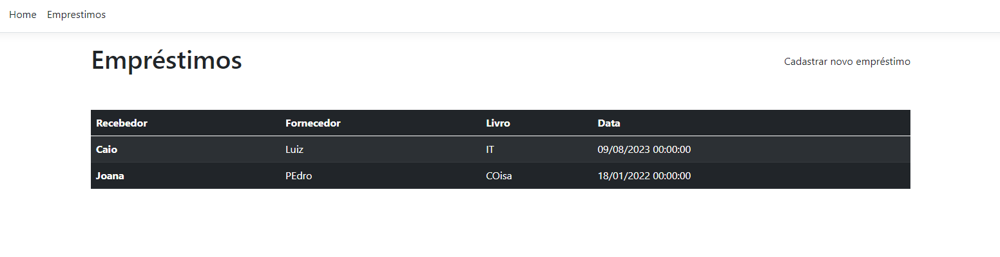 Home Emprestimos
Empréstimos
Cadastrar novo empréstimo
Recebedor Fornecedor Livro Data
Caio Luiz IT 09/08/2023 00:00:00
Joana PEdro COisa 18/01/2022 00:00:00